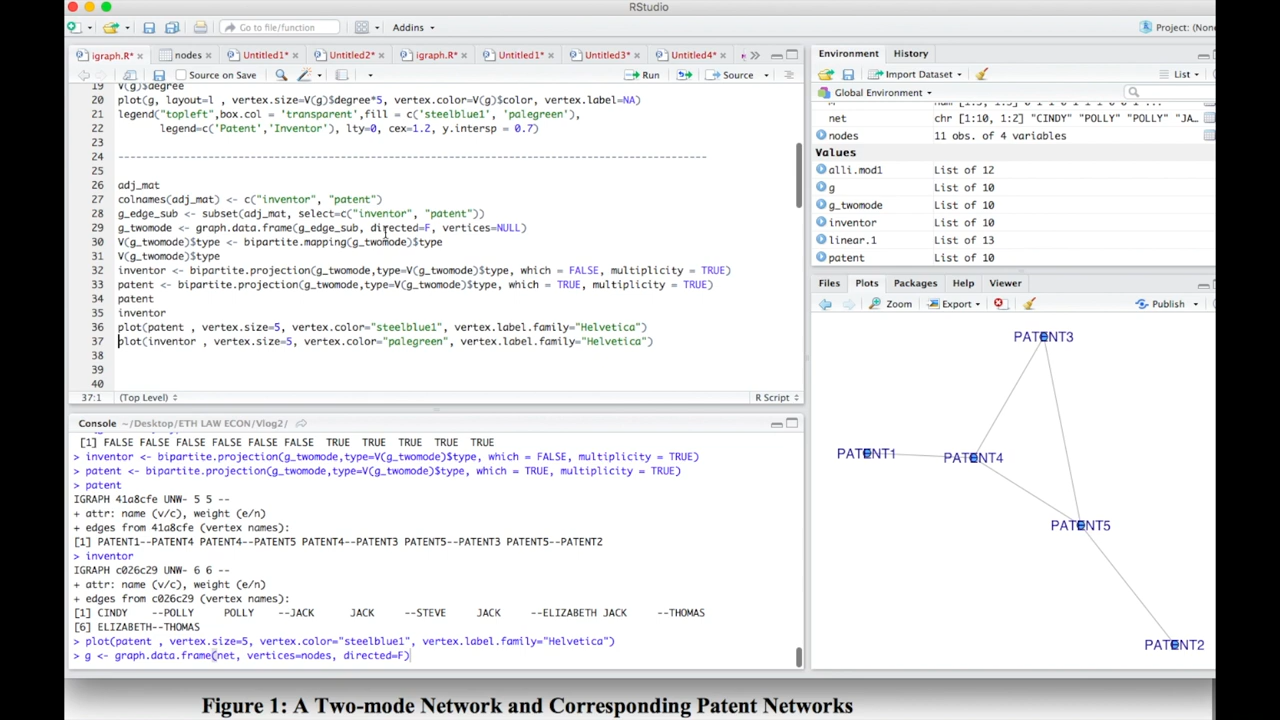 RStudio
Go to file/function
Addins
Project: (None)
igraph.R*
nodes
Untitled1*
Untitled2*
igraph.R*
Untitled1*
Untitled3*
Untitled4*
Source on Save
Run
Source
19 V(g)$degree
20 plot(g, layout=l , vertex.size=V(g)$degree*5, vertex.color=V(g)$color, vertex.label=NA)
21 legend("topleft",box.col = 'transparent',fill = c('steelblue1', 'palegreen'),
22 legend=c('Patent','Inventor'), lty=0, cex=1.2, y.intersp = 0.7)
23
24 ----------------------------------------------------------------------------------------------------
25
26 adj_mat
27 colnames(adj_mat) <- c("inventor", "patent")
28 g_edge_sub <- subset(adj_mat, select=c("inventor", "patent"))
29 g_twomode <- graph.data.frame(g_edge_sub, directed=F, vertices=NULL)
30 V(g_twomode)$type <- bipartite.mapping(g_twomode)$type
31 V(g_twomode)$type
32 inventor <- bipartite.projection(g_twomode,type=V(g_twomode)$type, which = FALSE, multiplicity = TRUE)
33 patent <- bipartite.projection(g_twomode,type=V(g_twomode)$type, which = TRUE, multiplicity = TRUE)
34 patent
35 inventor
36 plot(patent , vertex.size=5, vertex.color="steelblue1", vertex.label.family="Helvetica")
37 plot(inventor , vertex.size=5, vertex.color="palegreen", vertex.label.family="Helvetica")
38
39
40
37:1 (Top Level) R Script
Console ~/Desktop/ETH LAW ECON/Vlog2/
[1] FALSE FALSE FALSE FALSE FALSE FALSE TRUE TRUE TRUE TRUE TRUE
> inventor <- bipartite.projection(g_twomode,type=V(g_twomode)$type, which = FALSE, multiplicity = TRUE)
> patent <- bipartite.projection(g_twomode,type=V(g_twomode)$type, which = TRUE, multiplicity = TRUE)
> patent
IGRAPH 41a8cfe UNW- 5 5 --
+ attr: name (v/c), weight (e/n)
+ edges from 41a8cfe (vertex names):
[1] PATENT1--PATENT4 PATENT4--PATENT5 PATENT4--PATENT3 PATENT5--PATENT3 PATENT5--PATENT2
> inventor
IGRAPH c026c29 UNW- 6 6 --
+ attr: name (v/c), weight (e/n)
+ edges from c026c29 (vertex names):
[1] CINDY --POLLY POLLY --JACK JACK --STEVE JACK --ELIZABETH JACK --THOMAS
[6] ELIZABETH--THOMAS
> plot(patent , vertex.size=5, vertex.color="steelblue1", vertex.label.family="Helvetica")
> g <- graph.data.frame(net, vertices=nodes, directed=F)
Environment History
Import Dataset
List
Global Environment
net chr [1:10, 1:2] "CINDY" "POLLY" "POLLY" "JA…
nodes 11 obs. of 4 variables
Values
alli.mod1 List of 12
g List of 10
g_twomode List of 10
inventor List of 10
linear.1 List of 13
patent List of 10
Files Plots Packages Help Viewer
Zoom Export Publish
PATENT3
PATENT1
PATENT4
PATENT5
PATENT2
Figure 1: A Two-mode Network and Corresponding Patent Networks